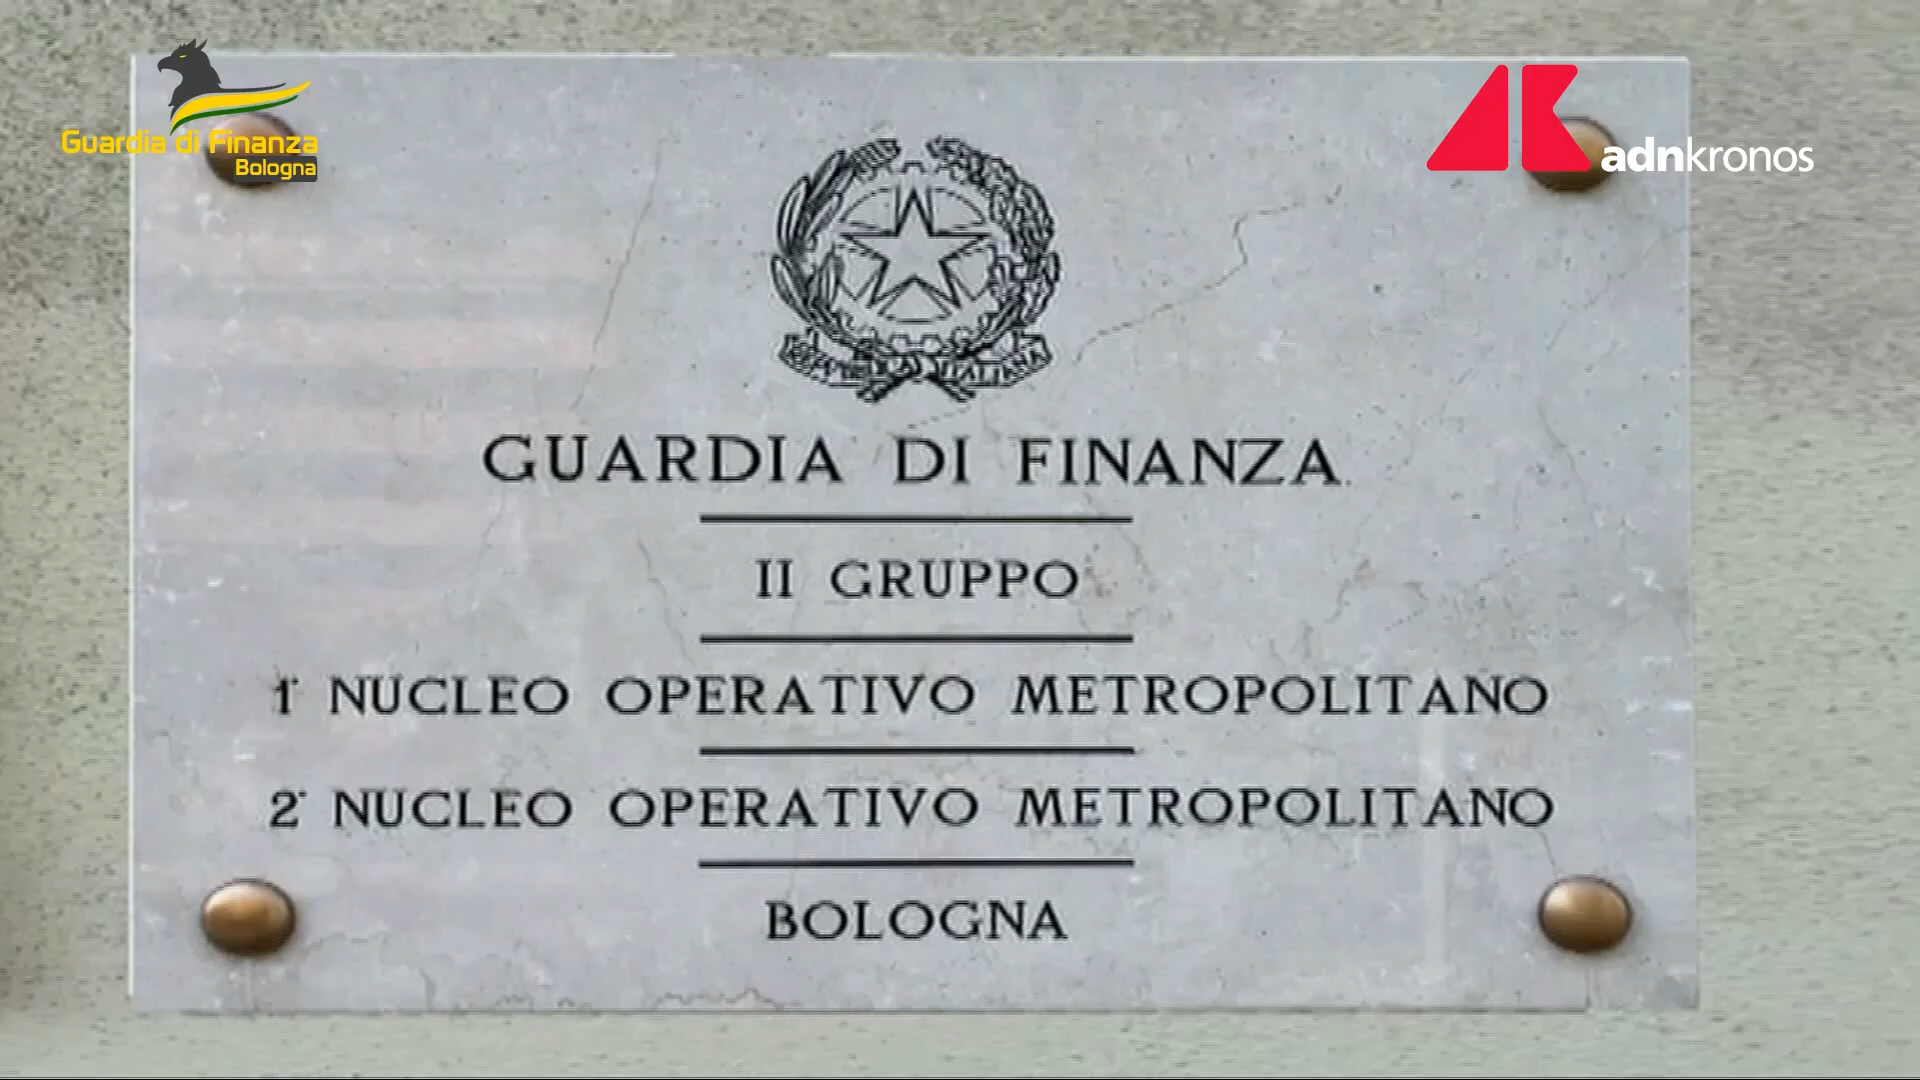 Guardia di Finanza
Bologna
adnkronos
REPVBBLICA ITALIANA
GUARDIA DI FINANZA
II GRUPPO
1° NUCLEO OPERATIVO METROPOLITANO
2° NUCLEO OPERATIVO METROPOLITANO
BOLOGNA